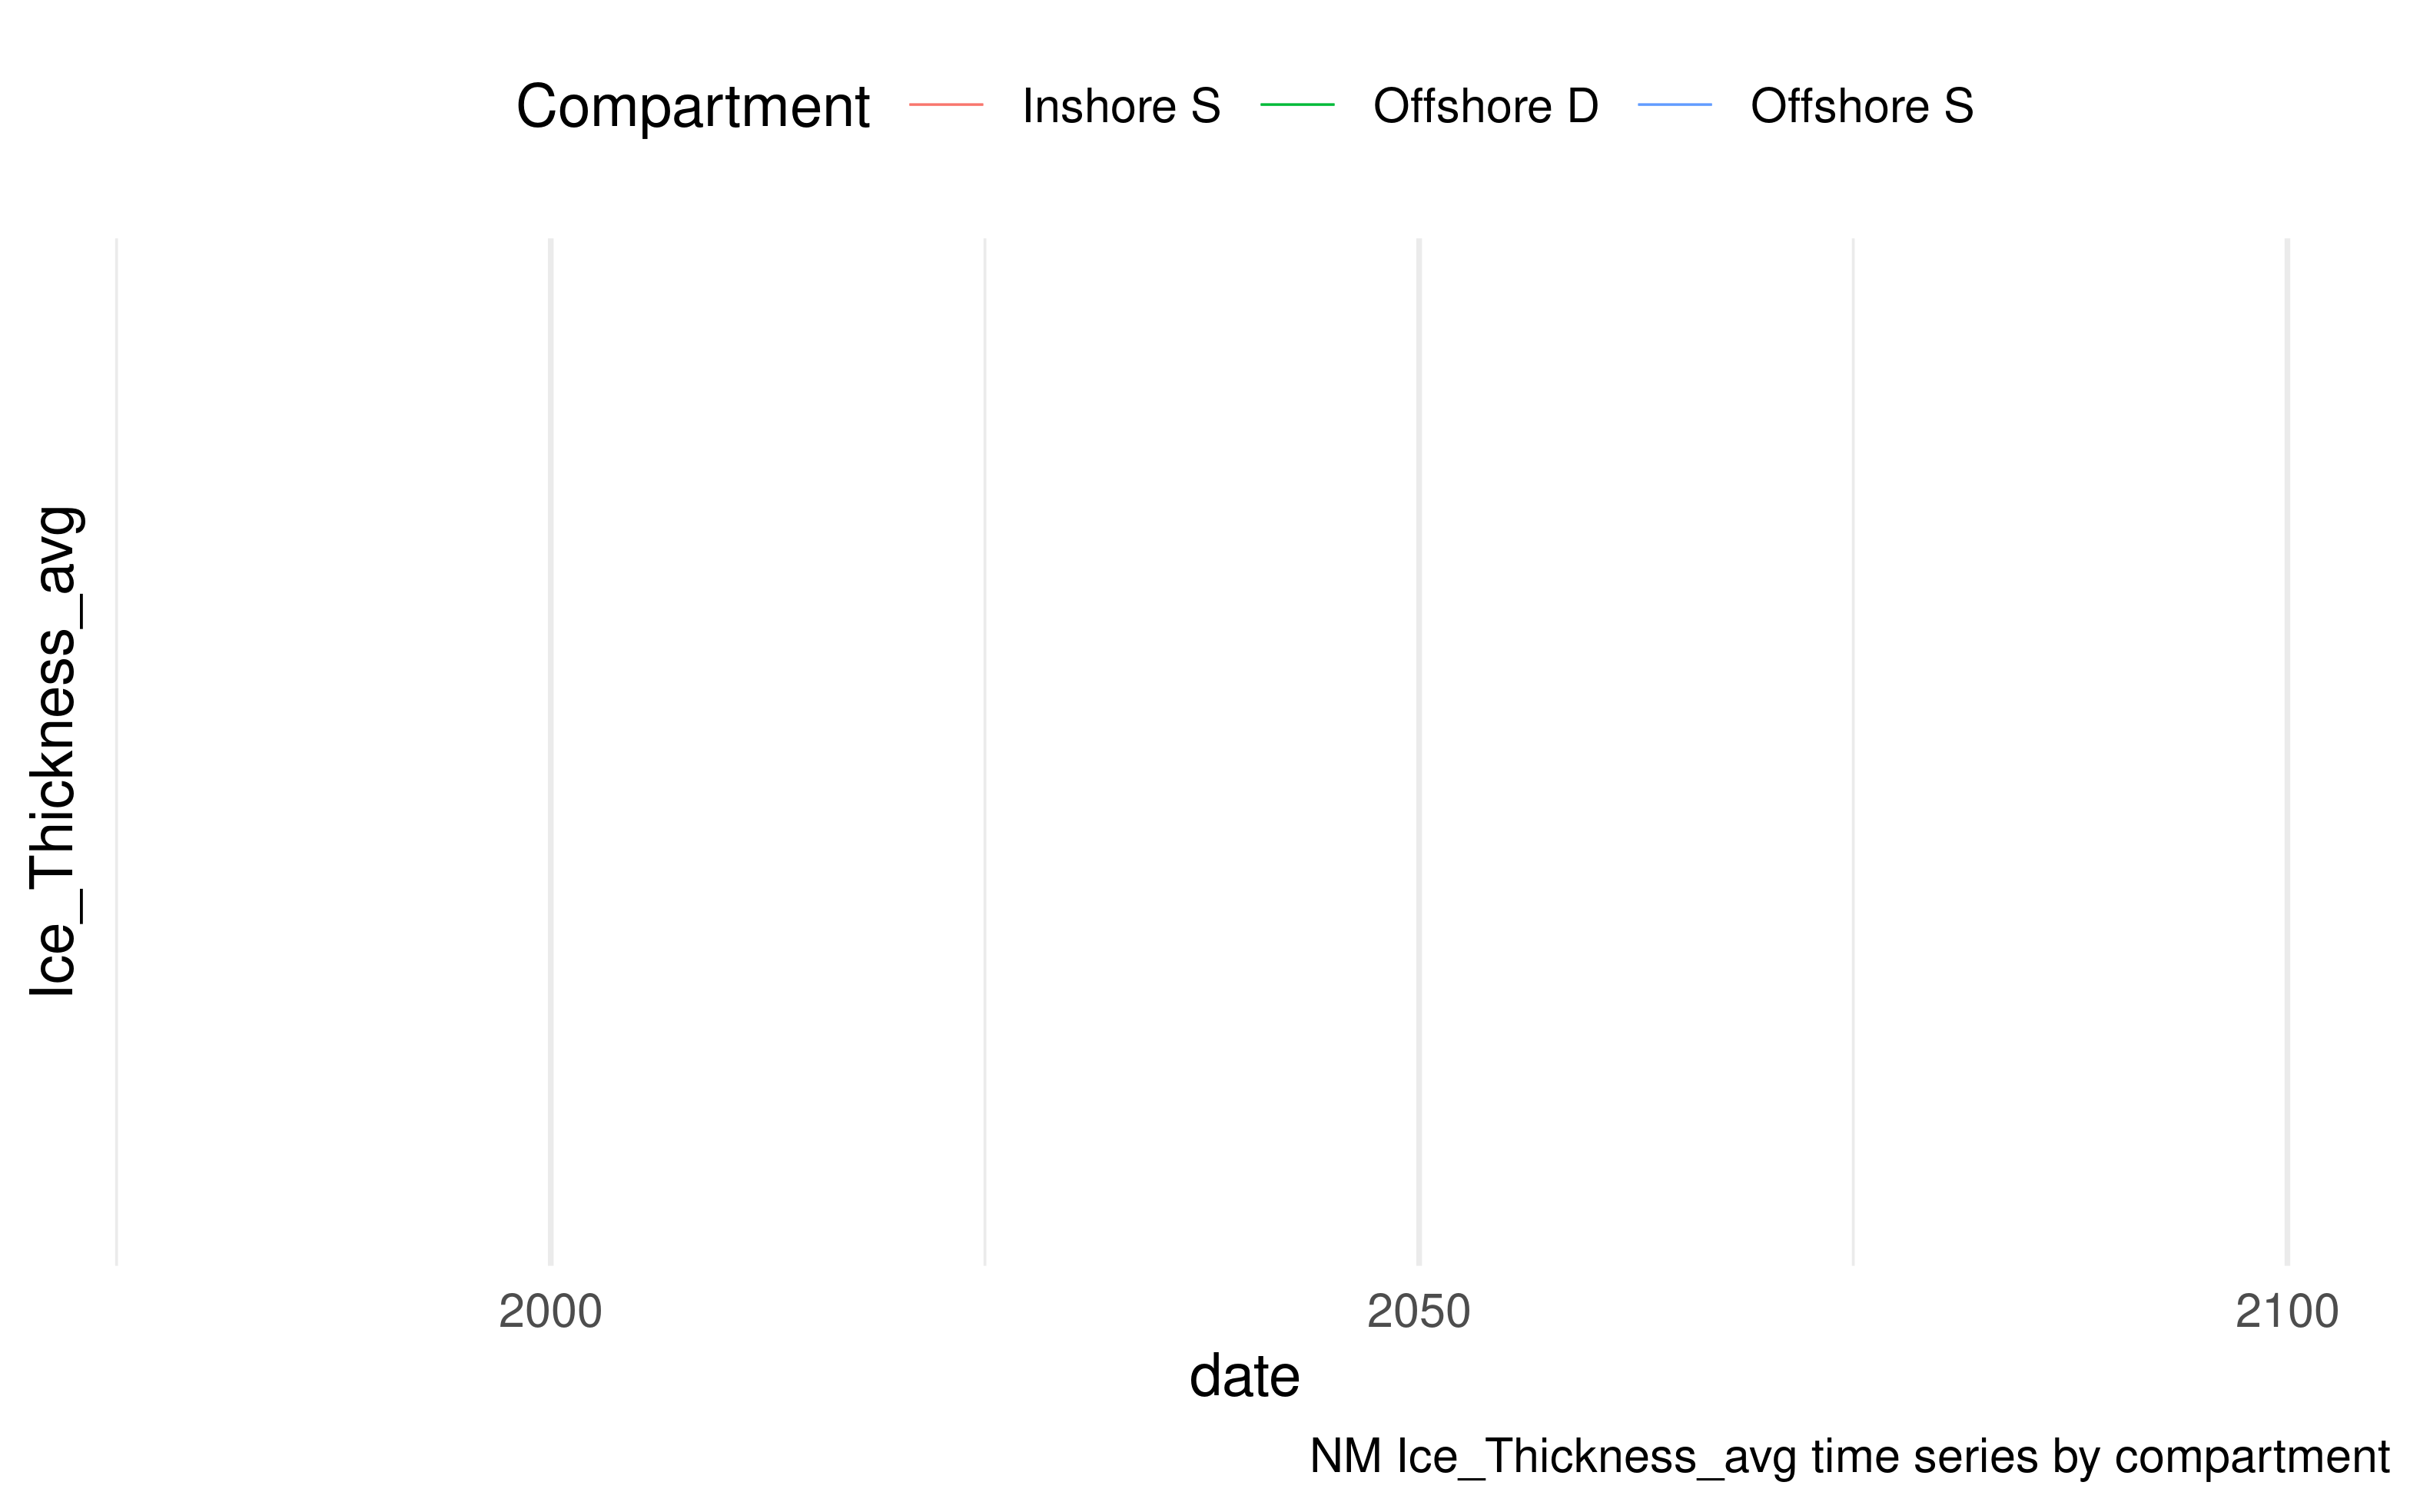 Compartment Inshore S Offshore D Offshore S
Ice_Thickness_avg
2000 2050 2100
date
NM Ice_Thickness_avg time series by compartment